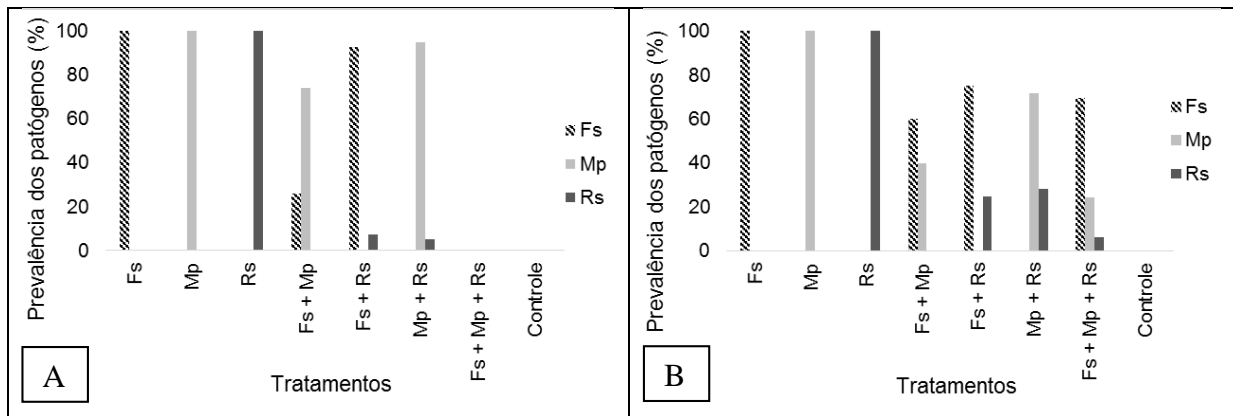 Prevalência dos patógenos (%)
100
80
60
40
20
0
Fs
Mp
Rs
Fs + Mp
Fs + Rs
Mp + Rs
Fs + Mp + Rs
Controle
Tratamentos
Fs
Mp
Rs
A
Prevalência dos patógenos (%)
100
80
60
40
20
0
Fs
Mp
Rs
Fs + Mp
Fs + Rs
Mp + Rs
Fs + Mp + Rs
Controle
Tratamentos
Fs
Mp
Rs
B